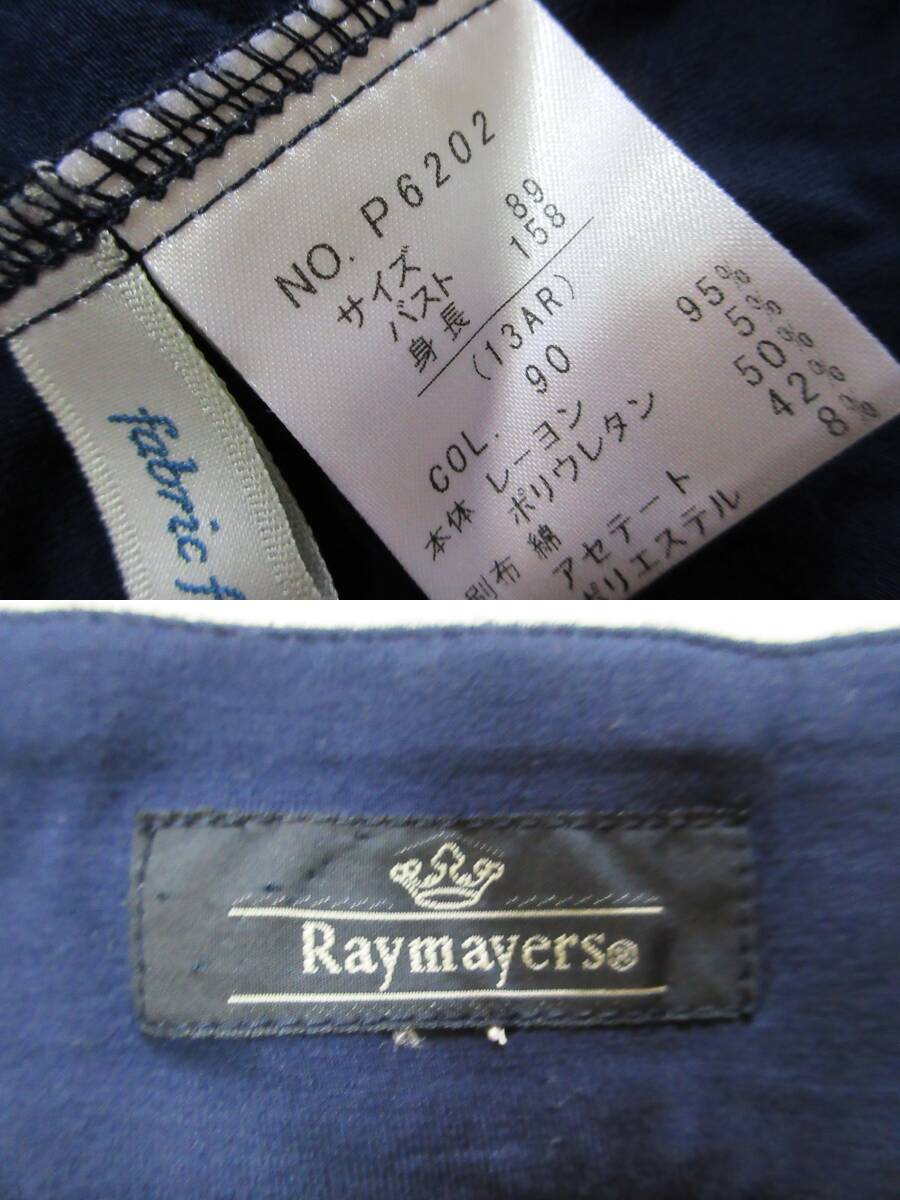 NO. P6202
サイズ
バスト 89
身長 158
(13AR)
COL. 90
本体 レーヨン 95%
ポリウレタン 5%
別布 綿 50%
アセテート 42%
ポリエステル 8%
fabric
Raymayers®